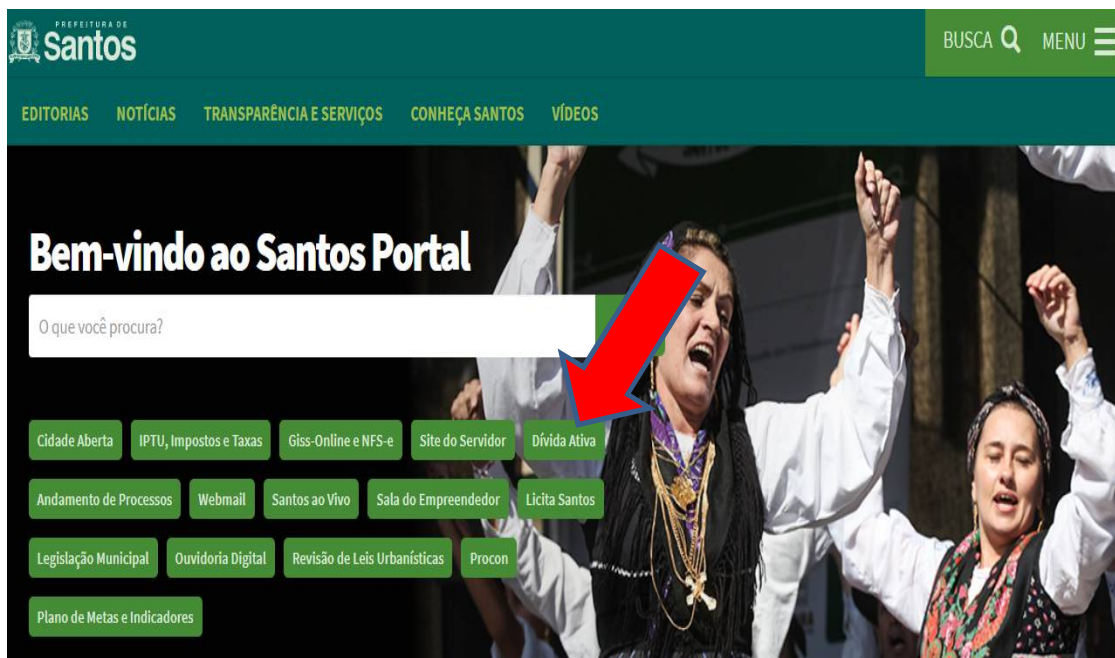 PREFEITURA DE
Santos
BUSCA MENU
EDITORIAS NOTÍCIAS TRANSPARÊNCIA E SERVIÇOS CONHEÇA SANTOS VÍDEOS
Bem-vindo ao Santos Portal
O que você procura?
Cidade Aberta IPTU, Impostos e Taxas Giss-Online e NFS-e Site do Servidor Dívida Ativa
Andamento de Processos Webmail Santos ao Vivo Sala do Empreendedor Licita Santos
Legislação Municipal Ouvidoria Digital Revisão de Leis Urbanísticas Procon
Plano de Metas e Indicadores